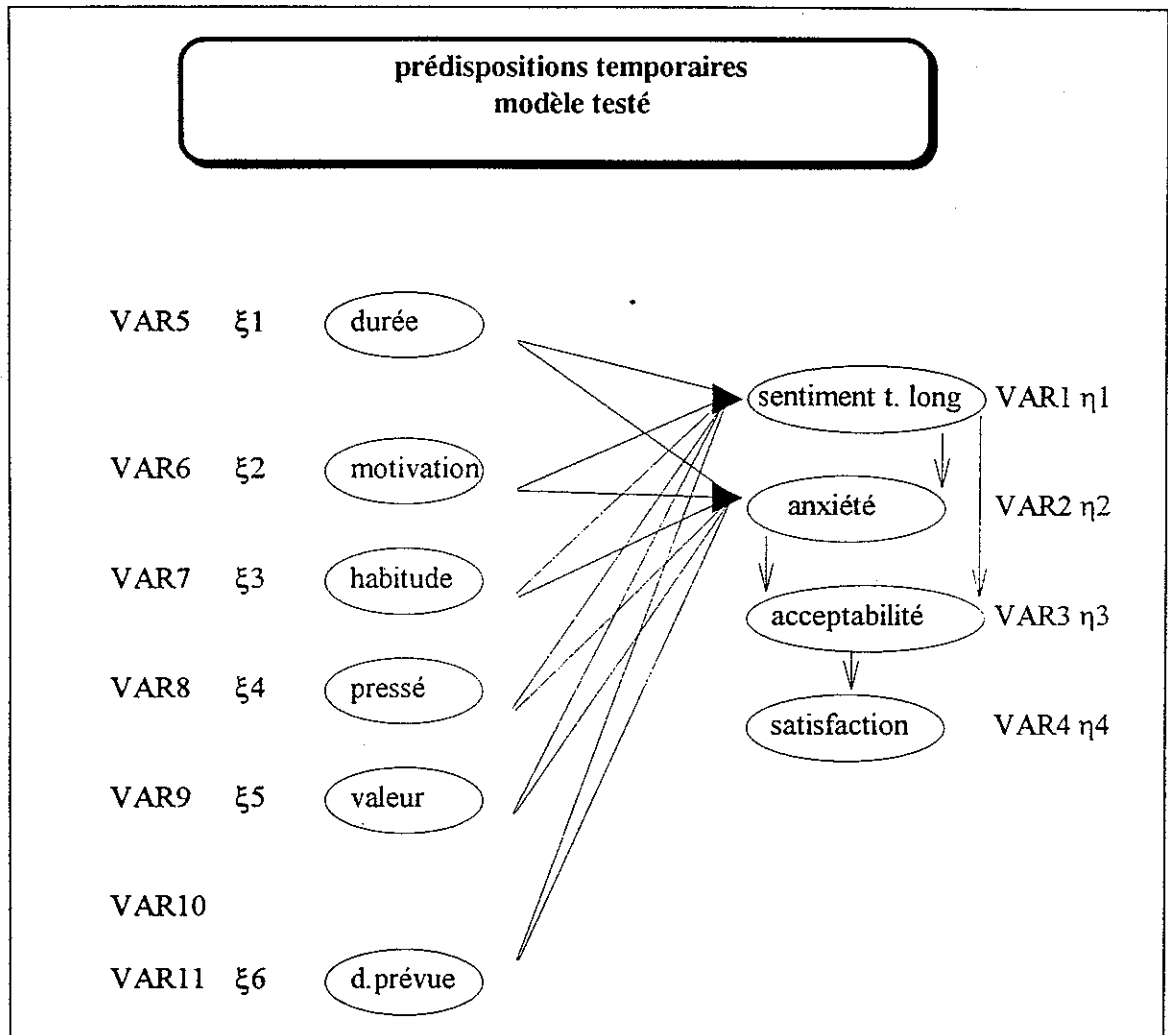 prédispositions temporaires
modèle testé
VAR5 ξ1 durée
sentiment t. long VAR1 η1
VAR6 ξ2 motivation
anxiété VAR2 η2
VAR7 ξ3 habitude
acceptabilité VAR3 η3
VAR8 ξ4 pressé
satisfaction VAR4 η4
VAR9 ξ5 valeur
VAR10
VAR11 ξ6 d.prévue